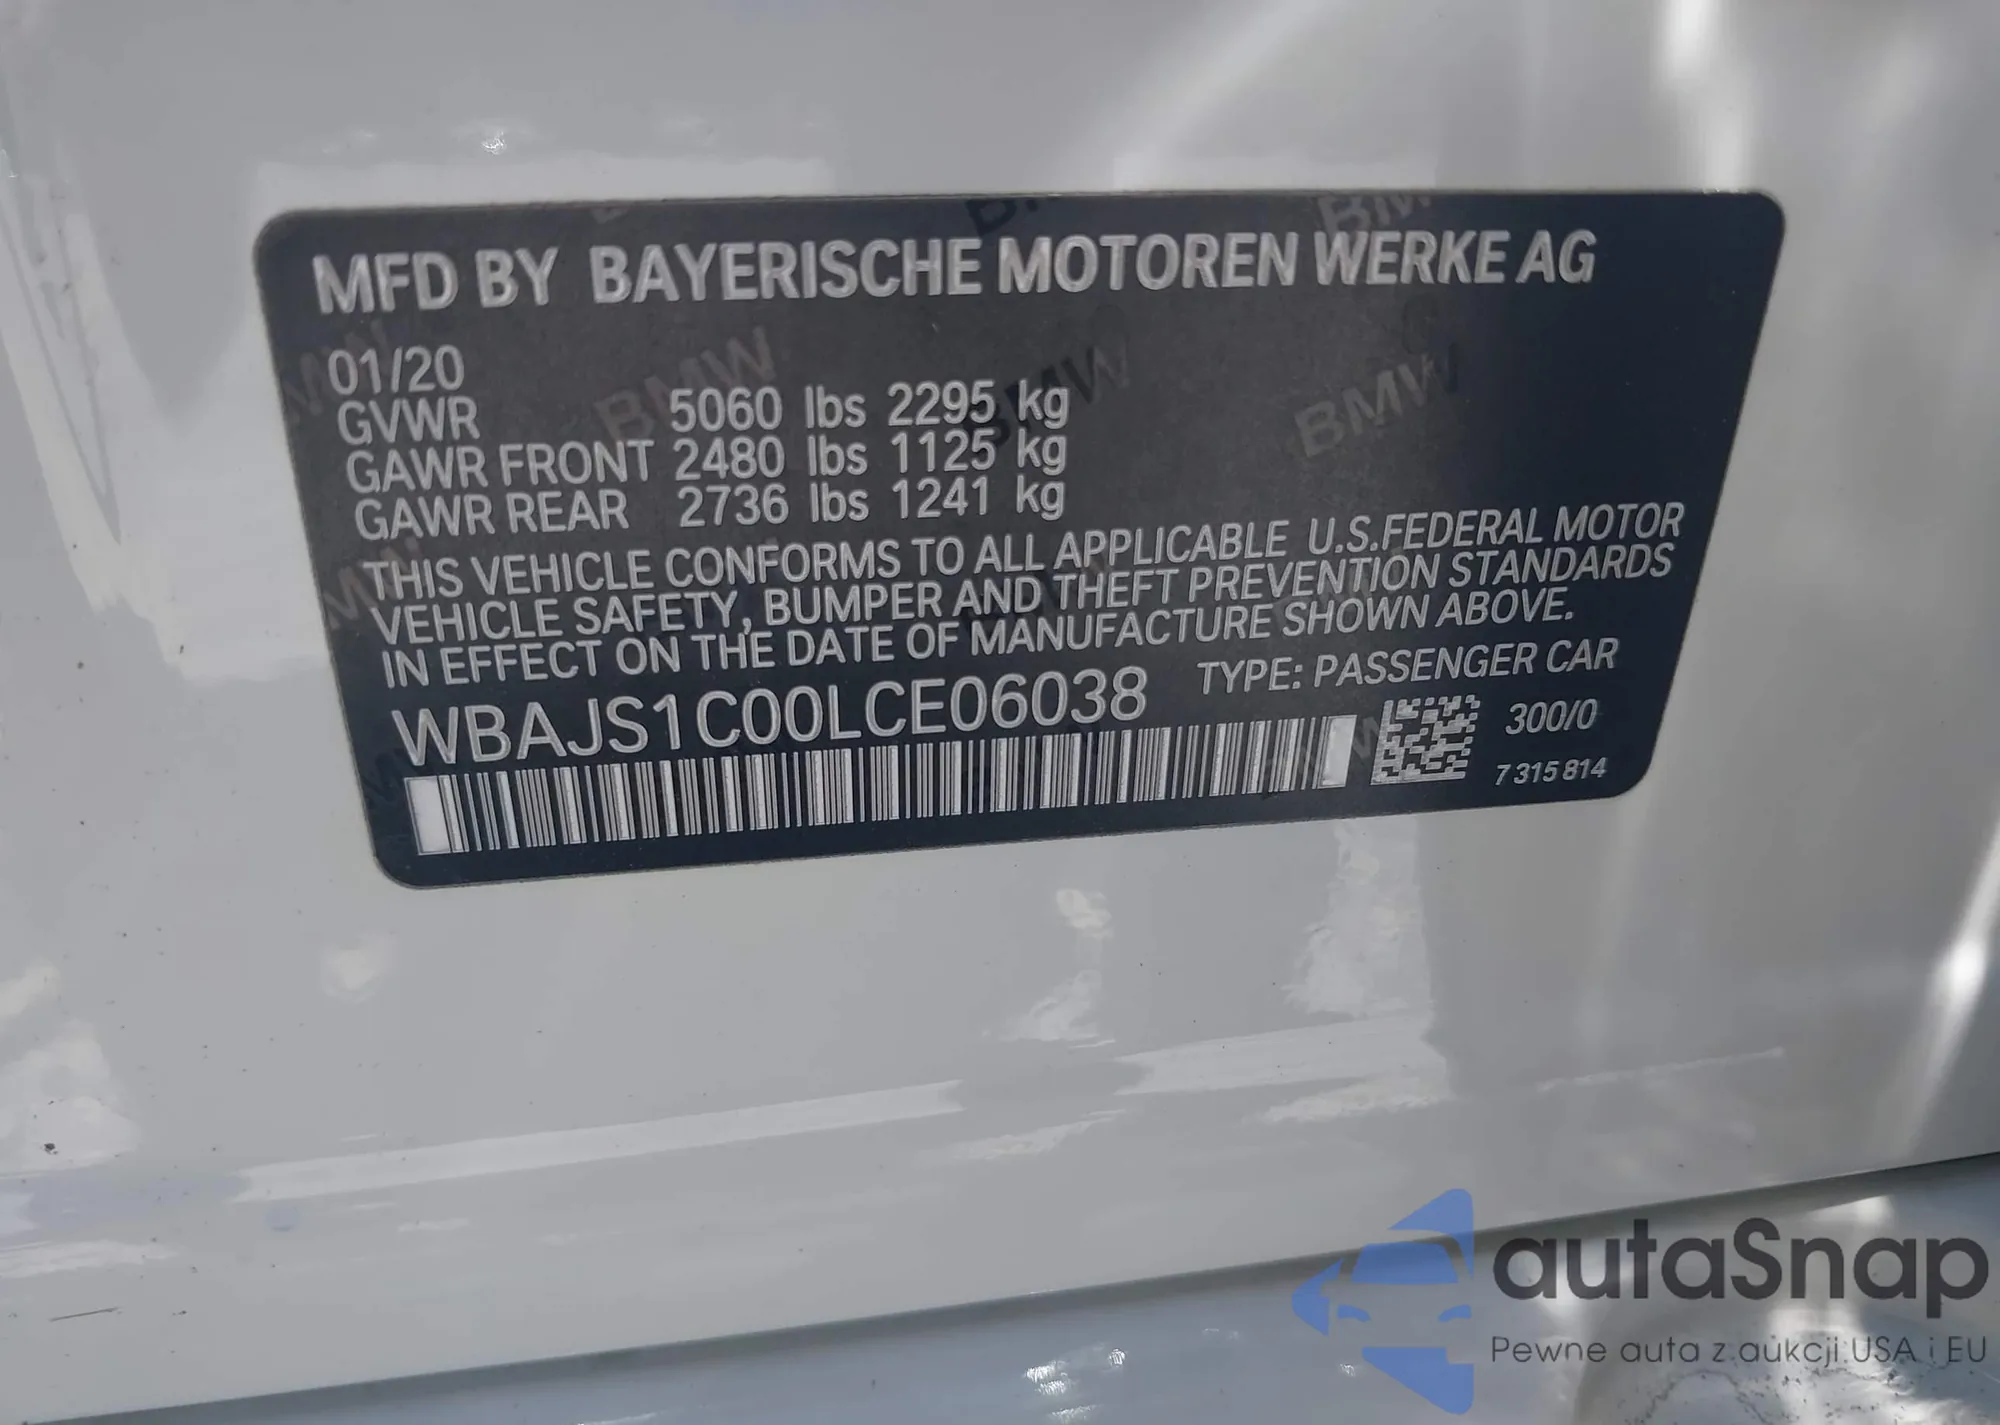 MFD BY BAYERISCHE MOTOREN WERKE AG
01/20
GVWR 5060 lbs 2295 kg
GAWR FRONT 2480 lbs 1125 kg
GAWR REAR 2736 lbs 1241 kg
THIS VEHICLE CONFORMS TO ALL APPLICABLE U.S.FEDERAL MOTOR
VEHICLE SAFETY, BUMPER AND THEFT PREVENTION STANDARDS
IN EFFECT ON THE DATE OF MANUFACTURE SHOWN ABOVE.
WBAJS1C00LCE06038 TYPE: PASSENGER CAR
300/0
7 315 814
autaSnap
Pewne auta z aukcji USA i EU